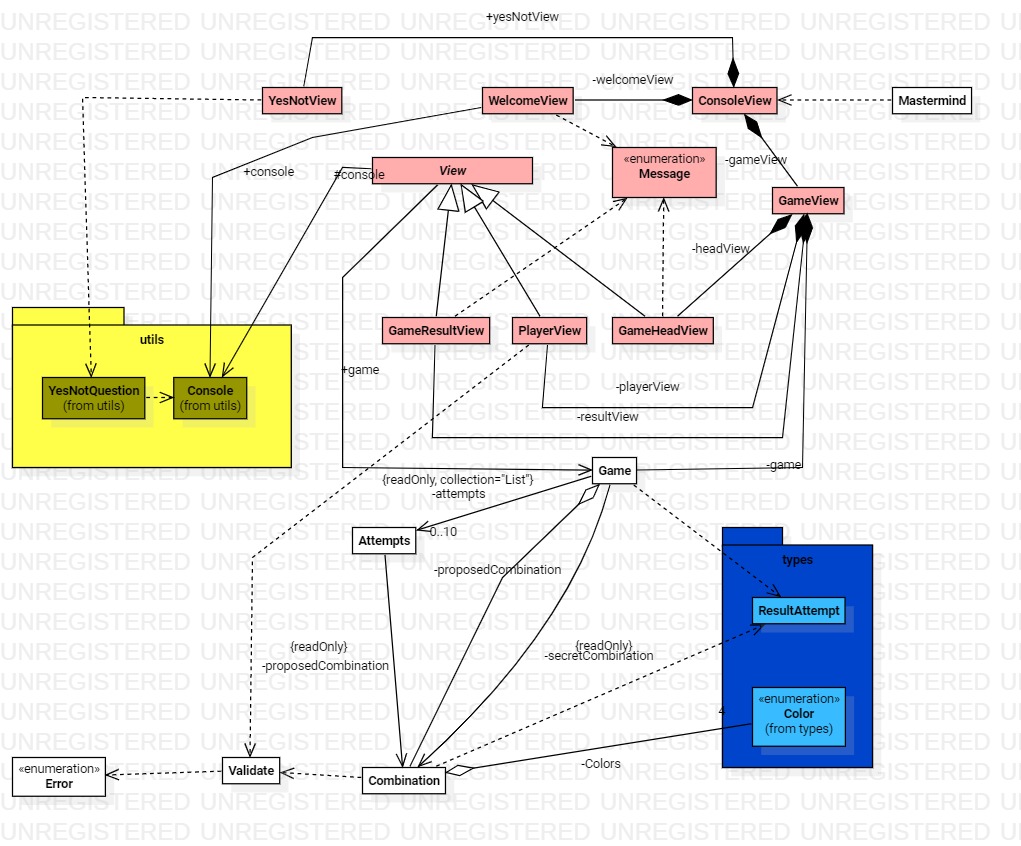 +yesNotView
-welcomeView
YesNotView
WelcomeView
ConsoleView
Mastermind
«enumeration»
Message
-gameView
+console
#console
View
GameView
-headView
GameResultView
PlayerView
GameHeadView
utils
+game
YesNotQuestion
(from utils)
Console
(from utils)
-playerView
-resultView
Game
-game
{readOnly, collection="List"}
-attempts
0..10
Attempts
types
-proposedCombination
ResultAttempt
{readOnly}
-proposedCombination
{readOnly}
-secretCombination
«enumeration»
Color
(from types)
4
-Colors
«enumeration»
Error
Validate
Combination
UNREGISTERED UNREGISTERED UNREGISTERED UNREGISTERED UNREGISTERED UN